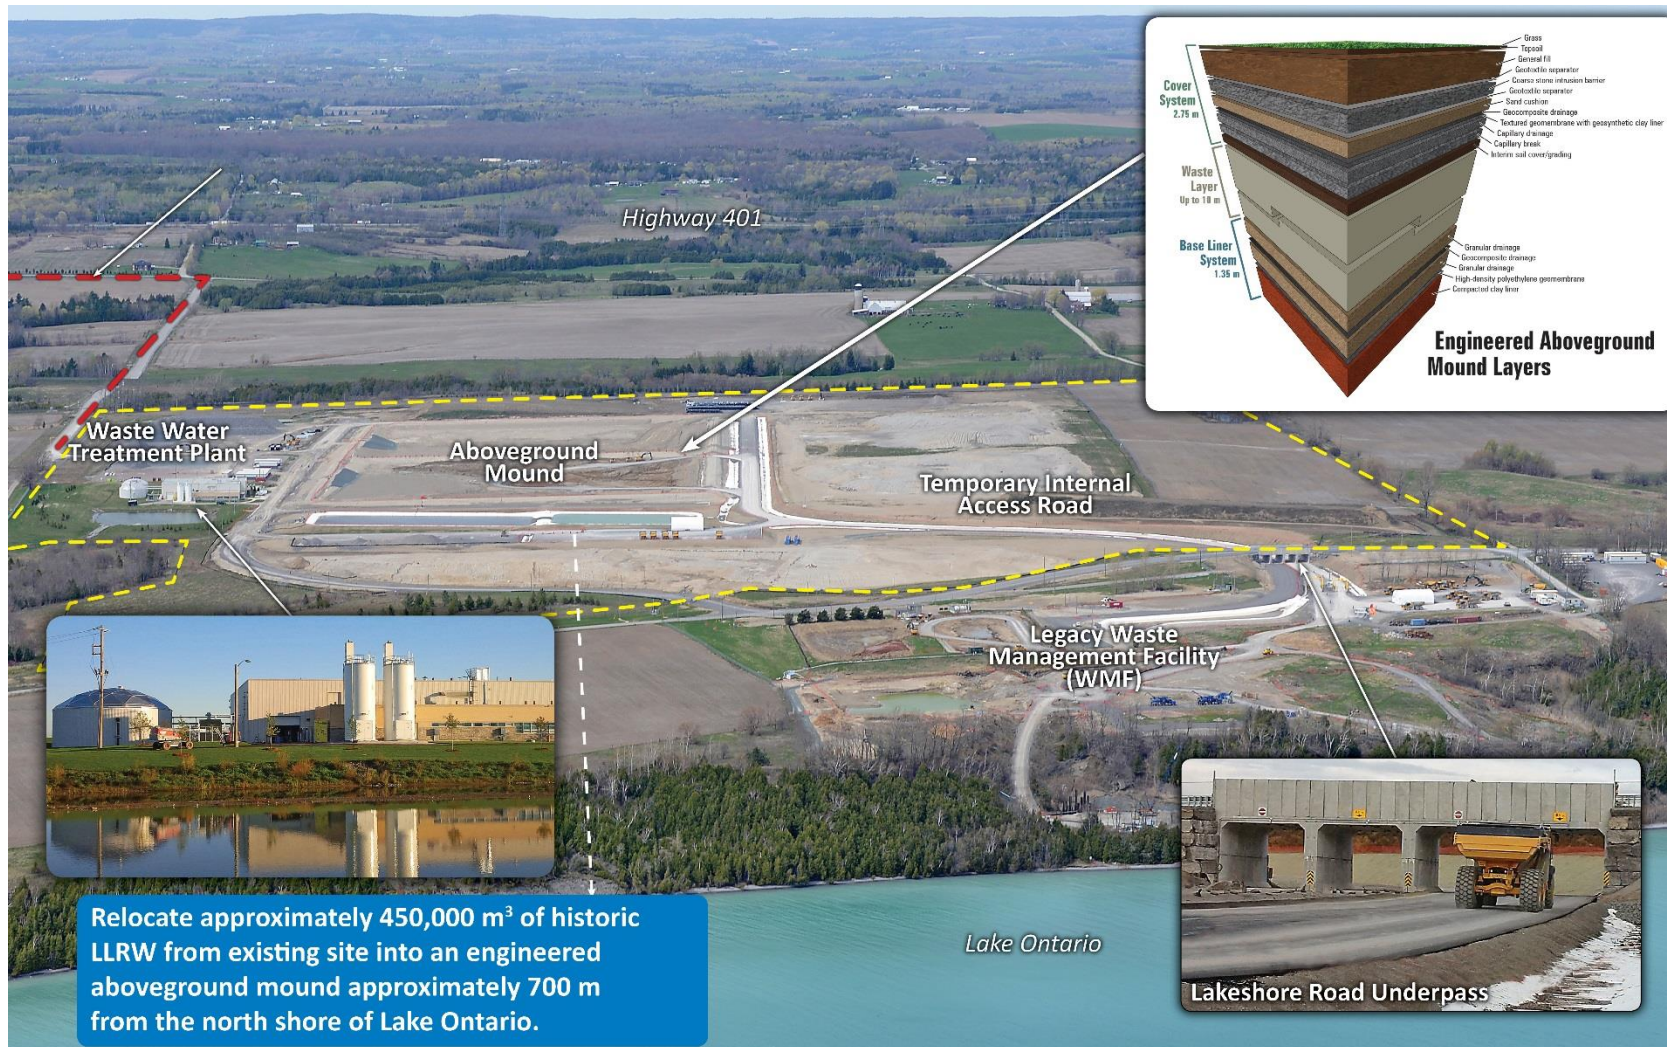 Highway 401
Waste Water
Treatment Plant
Aboveground
Mound
Temporary Internal
Access Road
Legacy Waste
Management Facility
(WMF)
Cover
System
2.75 m
Waste
Layer
Up to 10 m
Base Liner
System
1.35 m
Grass
Topsoil
General fill
Geotextile separator
Coarse stone intrusion barrier
Geotextile separator
Sand cushion
Geocomposite drainage
Textured geomembrane with geosynthetic clay liner
Capillary drainage
Capillary break
Interim soil cover/grading
Granular drainage
Geocomposite drainage
Granular drainage
High-density polyethylene geomembrane
Compacted clay liner
Engineered Aboveground
Mound Layers
Relocate approximately 450,000 m³ of historic
LLRW from existing site into an engineered
aboveground mound approximately 700 m
from the north shore of Lake Ontario.
Lake Ontario
Lakeshore Road Underpass